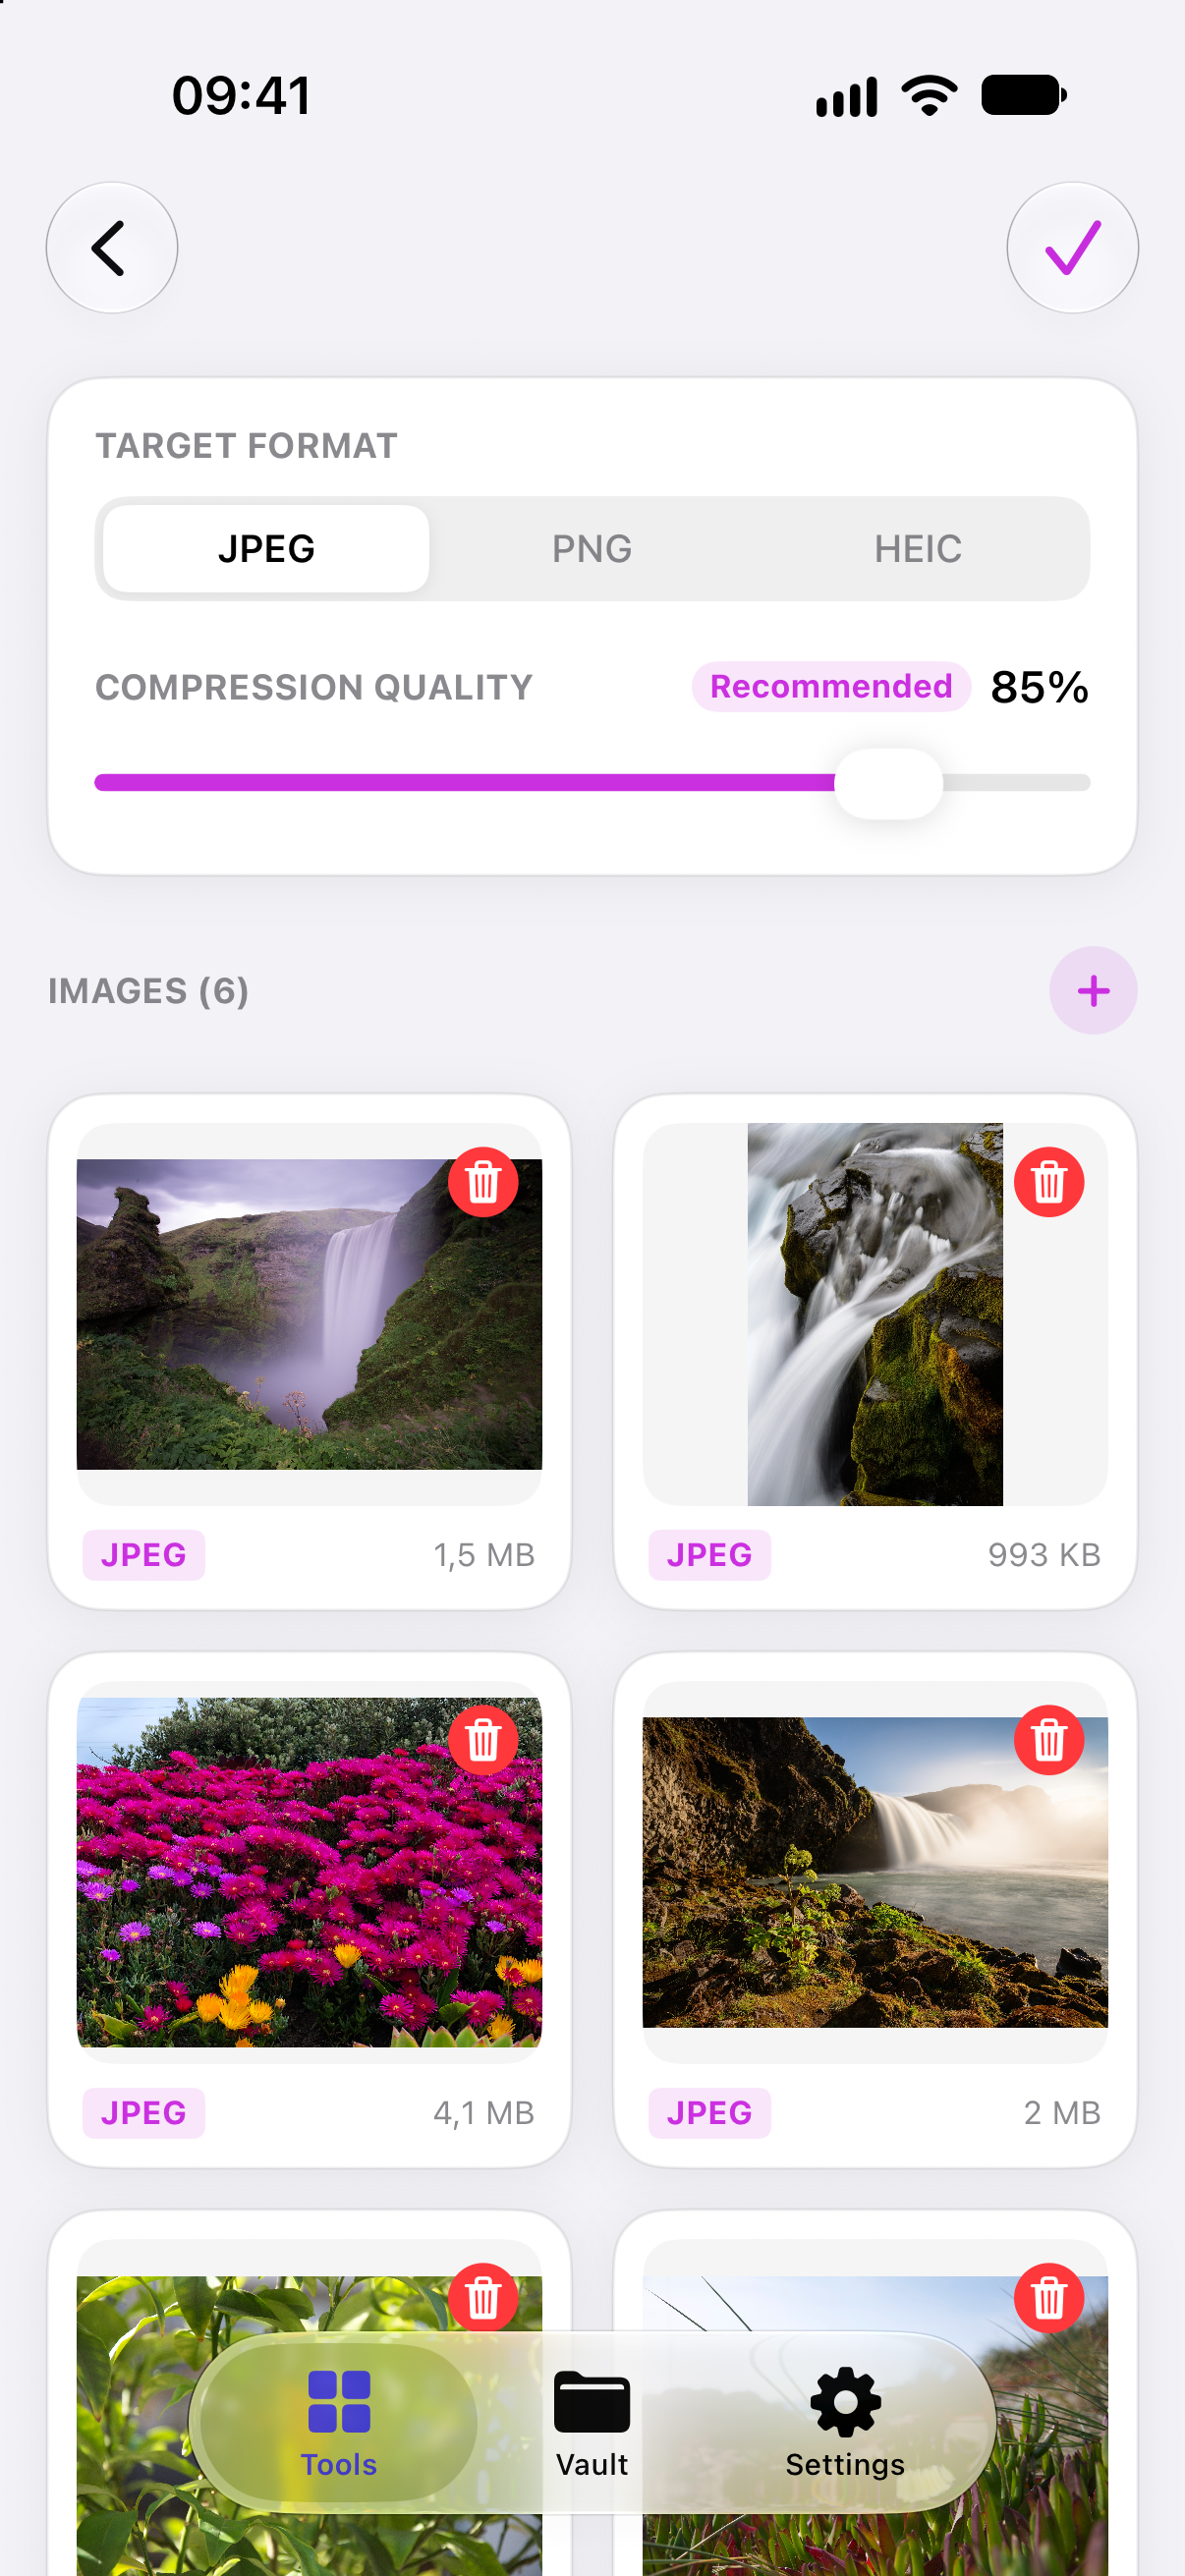 09:41
TARGET FORMAT
JPEG PNG HEIC
COMPRESSION QUALITY Recommended 85%
IMAGES (6)
JPEG 1,5 MB JPEG 993 KB
JPEG 4,1 MB JPEG 2 MB
Tools Vault Settings